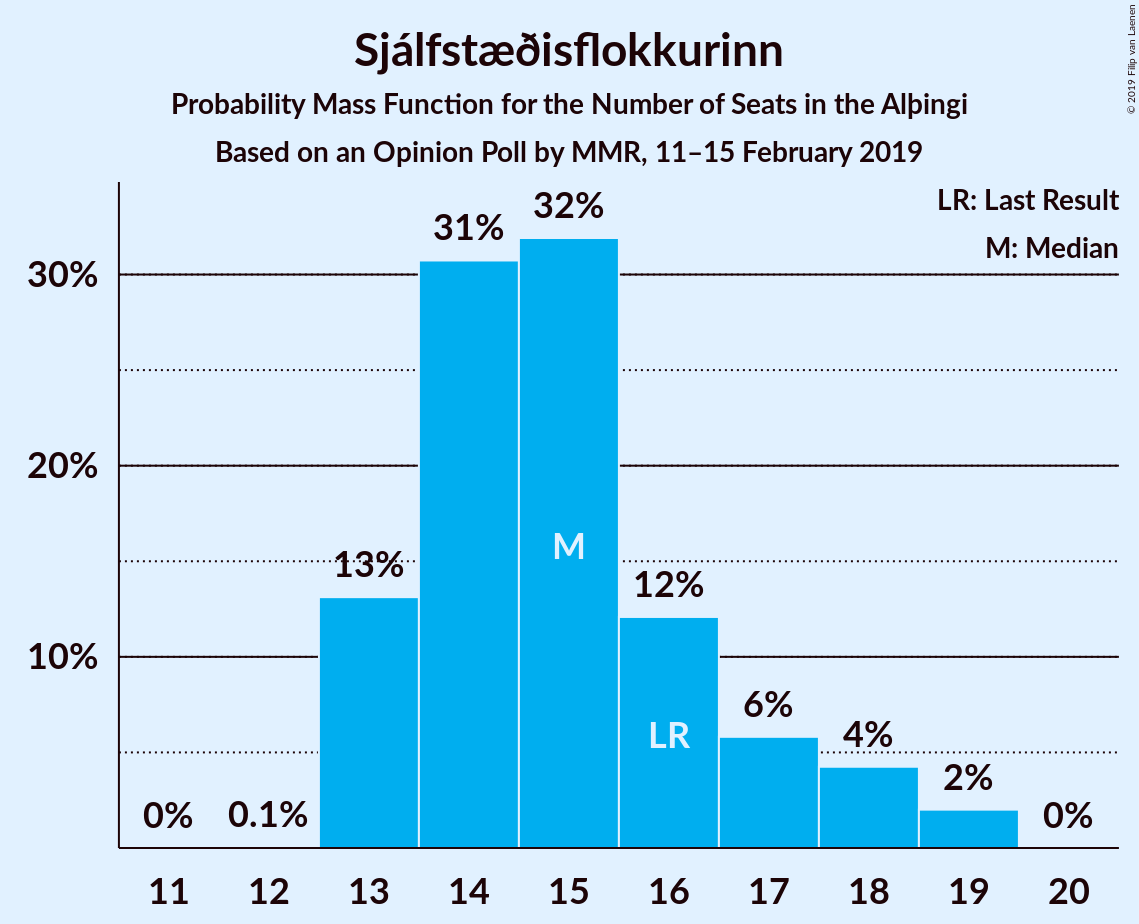 Sjálfstæðisflokkurinn
Probability Mass Function for the Number of Seats in the Alþingi
Based on an Opinion Poll by MMR, 11–15 February 2019
© 2019 Filip van Laenen
LR: Last Result
M: Median
30%
20%
10%
0%
0.1%
13%
31%
32%
12%
6%
4%
2%
0%
M
LR
11
12
13
14
15
16
17
18
19
20